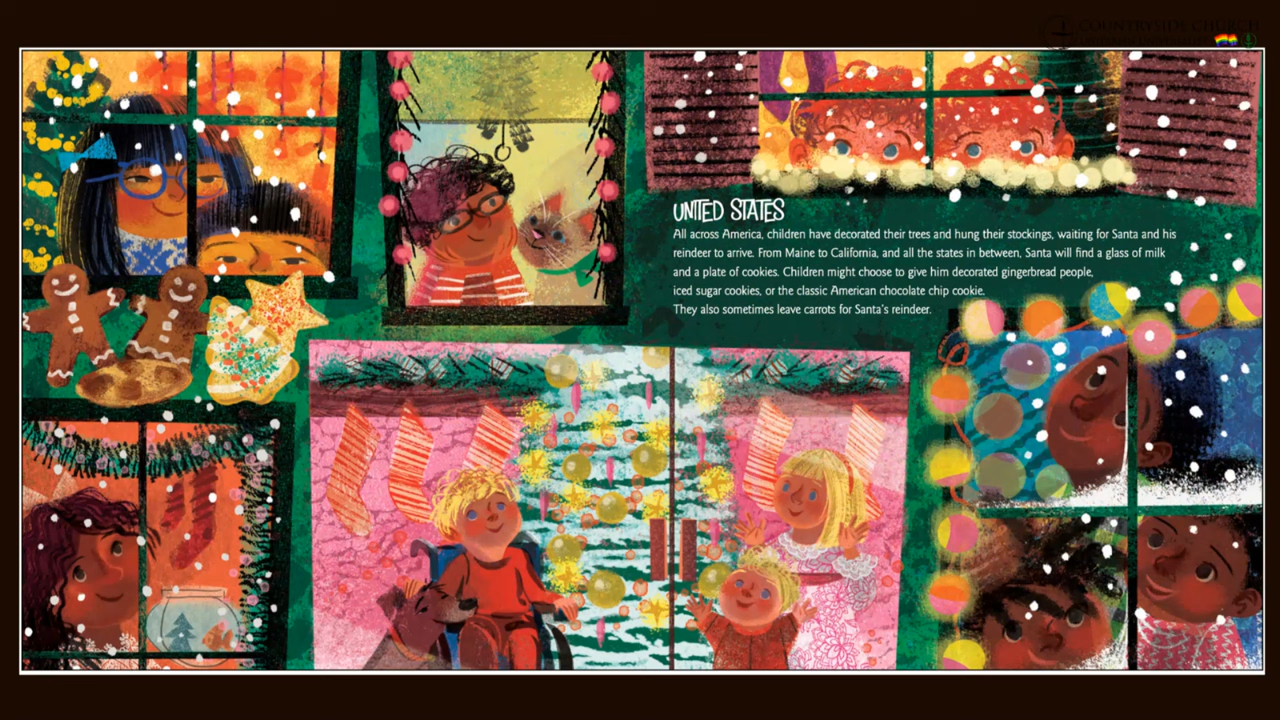 COUNTRYSIDE CHURCH
UNITED STATES
All across America, children have decorated their trees and hung their stockings, waiting for Santa and his
reindeer to arrive. From Maine to California, and all the states in between, Santa will find a glass of milk
and a plate of cookies. Children might choose to give him decorated gingerbread people,
iced sugar cookies, or the classic American chocolate chip cookie.
They also sometimes leave carrots for Santa's reindeer.